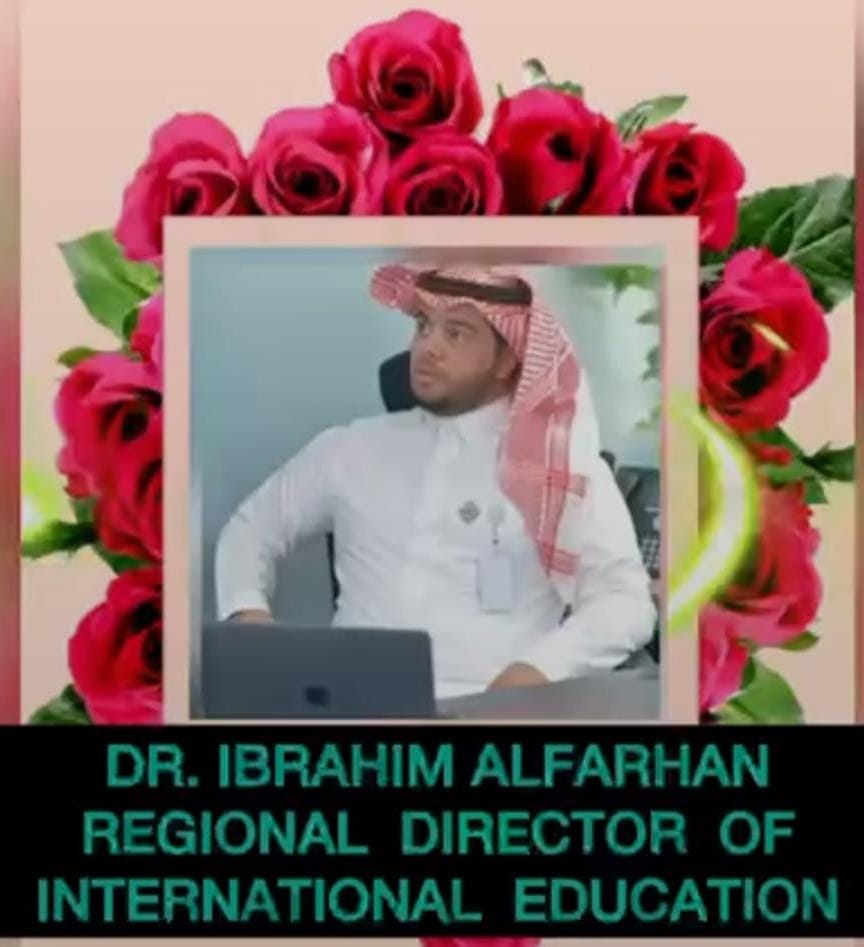 DR. IBRAHIM ALFARHAN
REGIONAL DIRECTOR OF
INTERNATIONAL EDUCATION